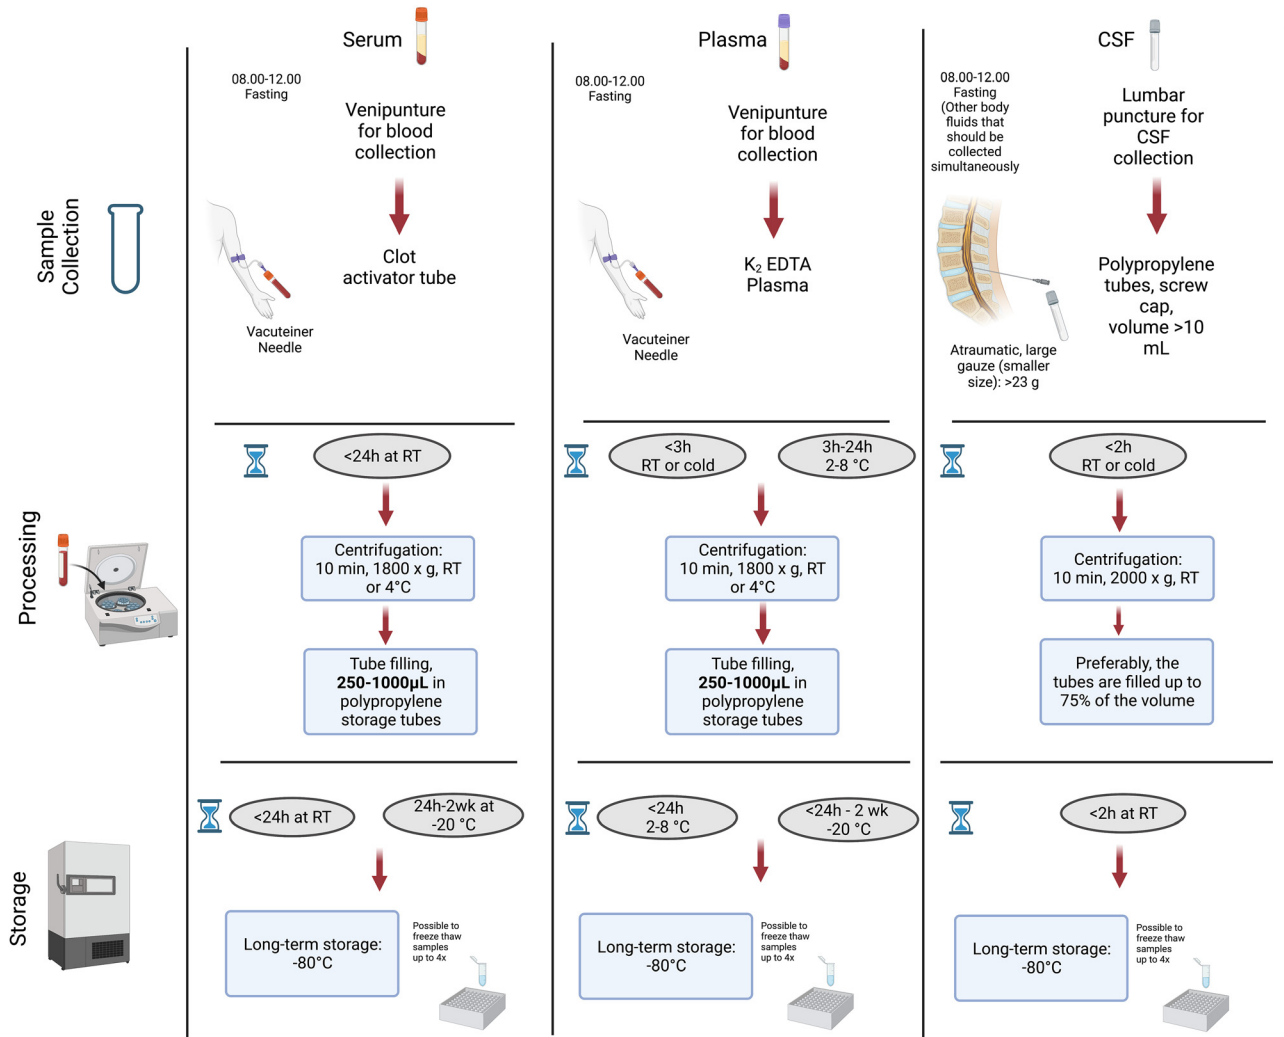 Serum
Plasma
CSF
Sample
Collection
08.00-12.00
Fasting
Venipunture
for blood
collection
Clot
activator tube
Vacuteiner
Needle
08.00-12.00
Fasting
Venipunture
for blood
collection
K₂ EDTA
Plasma
Vacuteiner
Needle
08.00-12.00
Fasting
(Other body
fluids that
should be
collected
simultaneously
Lumbar
puncture for
CSF
collection
Polypropylene
tubes, screw
cap,
volume >10
mL
Atraumatic, large
gauze (smaller
size): >23 g
Processing
<24h at RT
Centrifugation:
10 min, 1800 x g, RT
or 4°C
Tube filling,
250-1000µL in
polypropylene
storage tubes
<3h
RT or cold
3h-24h
2-8 °C
Centrifugation:
10 min, 1800 x g, RT
or 4°C
Tube filling,
250-1000µL in
polypropylene
storage tubes
<2h
RT or cold
Centrifugation:
10 min, 2000 x g, RT
Preferably, the
tubes are filled up to
75% of the volume
Storage
<24h at RT
24h-2wk at
-20 °C
Long-term storage:
-80°C
Possible to
freeze thaw
samples
up to 4x
<24h
2-8 °C
<24h - 2 wk
-20 °C
Long-term storage:
-80°C
Possible to
freeze thaw
samples
up to 4x
<2h at RT
Long-term storage:
-80°C
Possible to
freeze thaw
samples
up to 4x